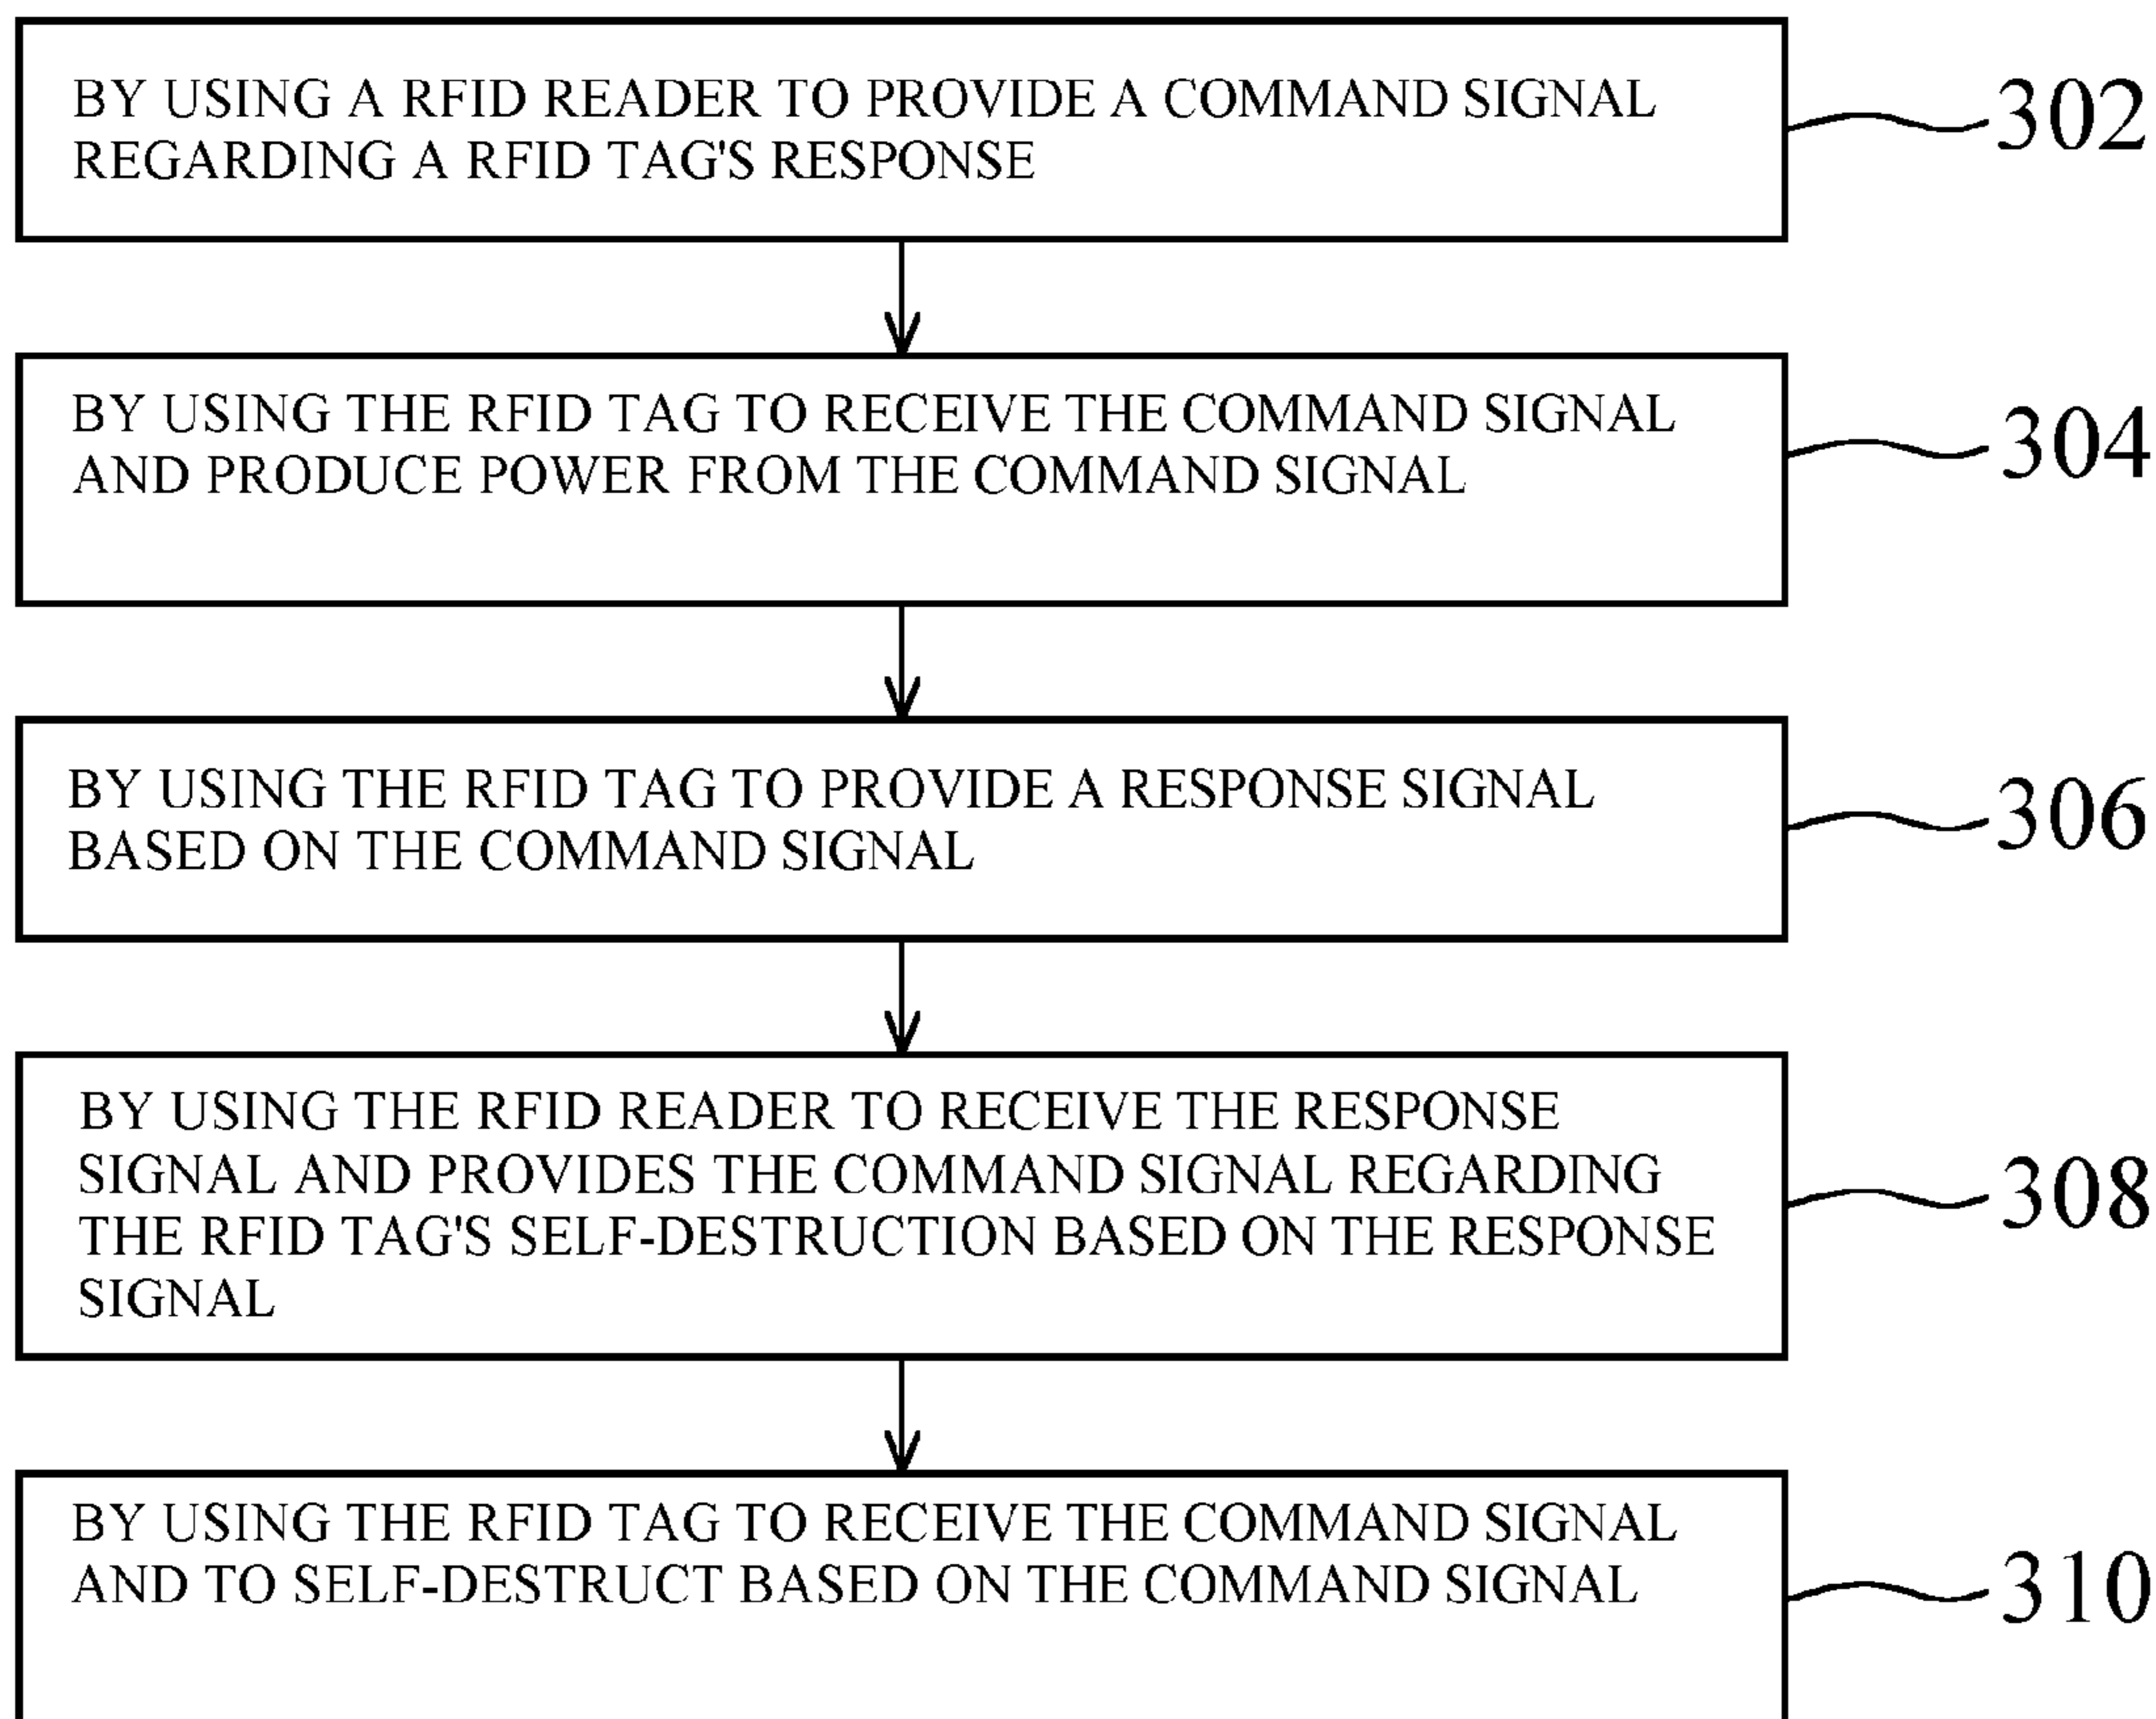 BY USING A RFID READER TO PROVIDE A COMMAND SIGNAL
REGARDING A RFID TAG'S RESPONSE
302
BY USING THE RFID TAG TO RECEIVE THE COMMAND SIGNAL
AND PRODUCE POWER FROM THE COMMAND SIGNAL
304
BY USING THE RFID TAG TO PROVIDE A RESPONSE SIGNAL
BASED ON THE COMMAND SIGNAL
306
BY USING THE RFID READER TO RECEIVE THE RESPONSE
SIGNAL AND PROVIDES THE COMMAND SIGNAL REGARDING
THE RFID TAG'S SELF-DESTRUCTION BASED ON THE RESPONSE
SIGNAL
308
BY USING THE RFID TAG TO RECEIVE THE COMMAND SIGNAL
AND TO SELF-DESTRUCT BASED ON THE COMMAND SIGNAL
310